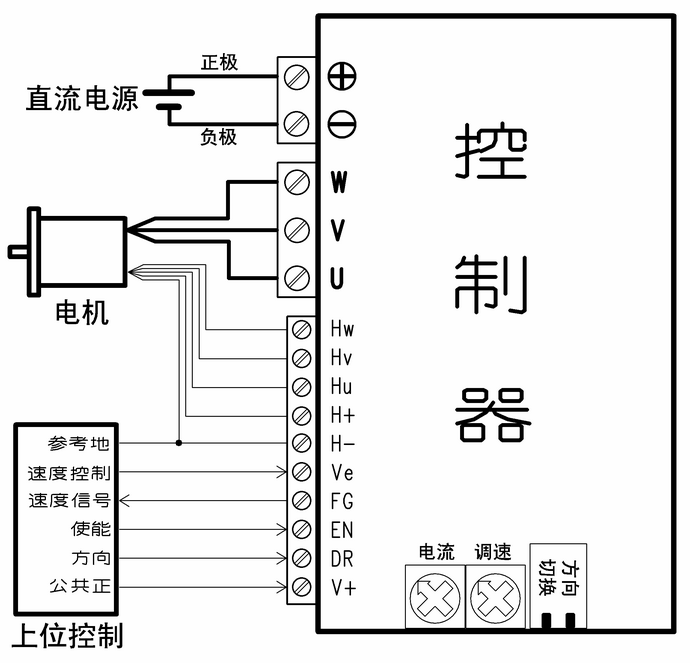 正极
直流电源
负极
W
V
U
控
制
器
电机
Hw
Hv
Hu
H+
参考地
H-
速度控制
Ve
速度信号
FG
使能
EN
方向
DR
公共正
V+
上位控制
电流
调速
方向
切换